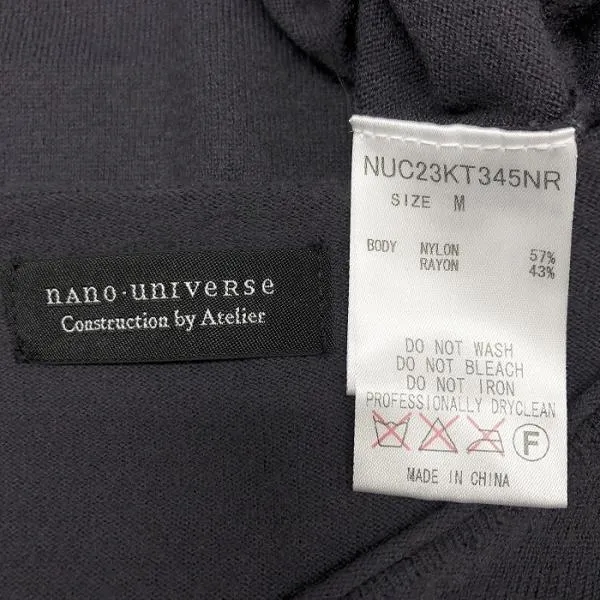 nano·universe
Construction by Atelier
NUC23KT345NR
SIZE M
BODY NYLON 57%
RAYON 43%
DO NOT WASH
DO NOT BLEACH
DO NOT IRON
PROFESSIONALLY DRYCLEAN
F
MADE IN CHINA